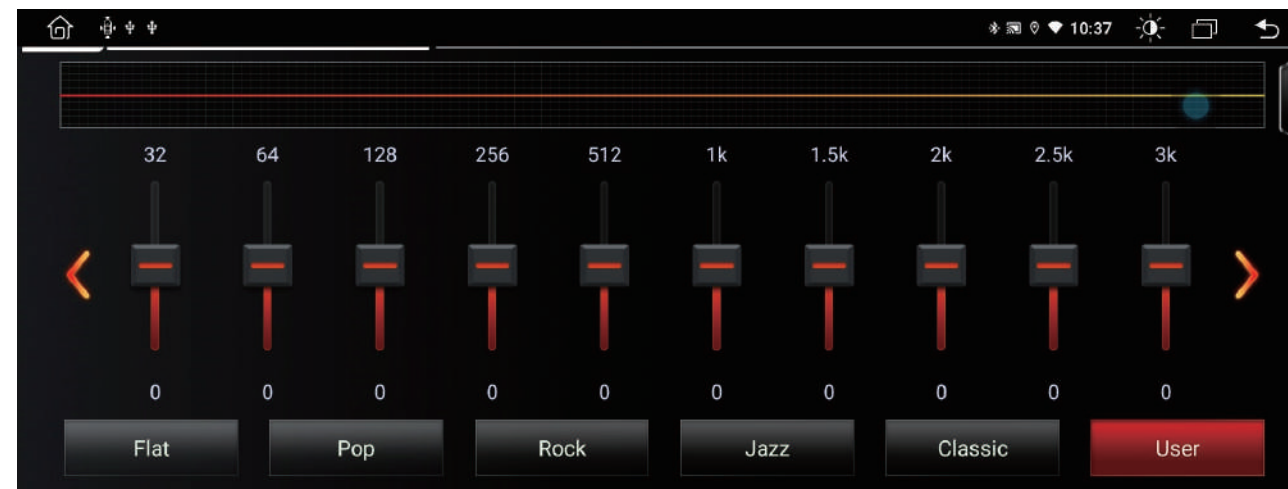 10:37
32 64 128 256 512 1k 1.5k 2k 2.5k 3k
0 0 0 0 0 0 0 0 0 0
Flat Pop Rock Jazz Classic User